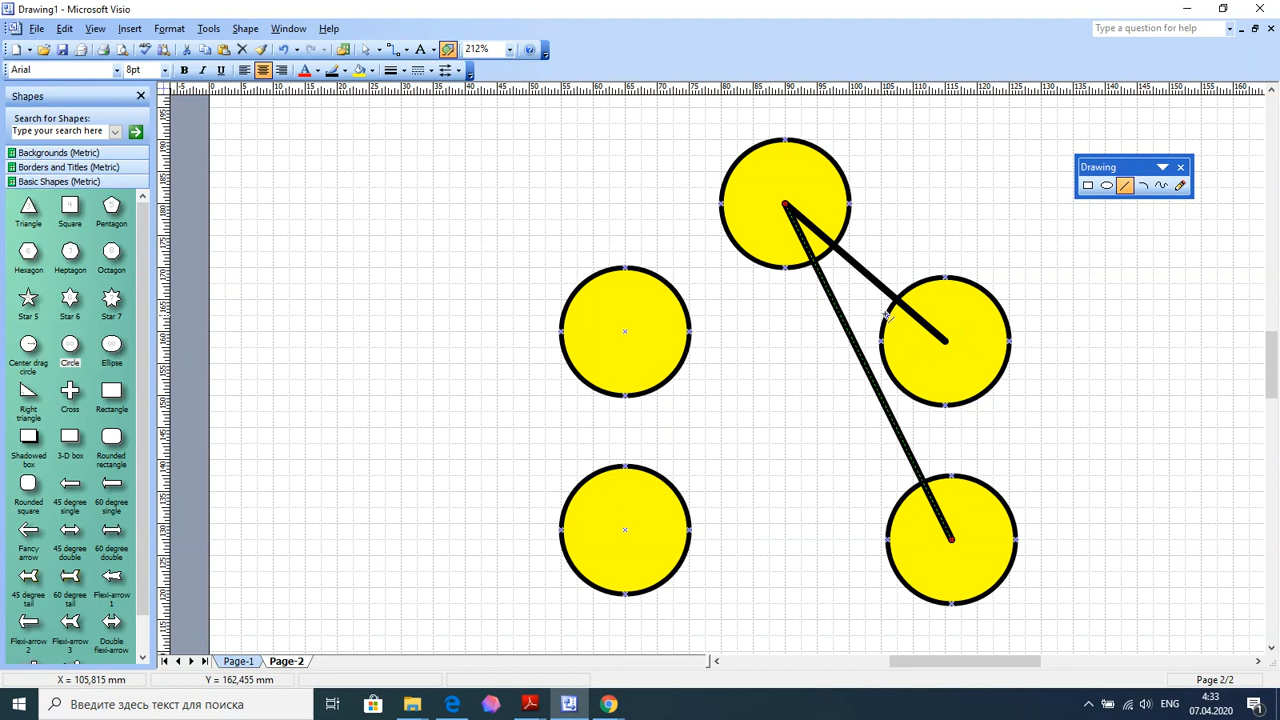 Drawing1 - Microsoft Visio
File Edit View Insert Format Tools Shape Window Help
Type a question for help
212%
Arial 8pt
Shapes
Search for Shapes:
Type your search here
Backgrounds (Metric)
Borders and Titles (Metric)
Basic Shapes (Metric)
Triangle Square Pentagon
Hexagon Heptagon Octagon
Star 5 Star 6 Star 7
Center drag circle Circle Ellipse
Right triangle Cross Rectangle
Shadowed box 3-D box Rounded rectangle
Rounded square 45 degree single 60 degree single
Fancy arrow 45 degree double 60 degree double
45 degree tail 60 degree tail Flexi-arrow 1
Flexi-arrow 2 Flexi-arrow 3 Double flexi-arrow
Drawing
Page-1 Page-2
X = 105,815 mm Y = 162,455 mm Page 2/2
Введите здесь текст для поиска
ENG
4:33
07.04.2020